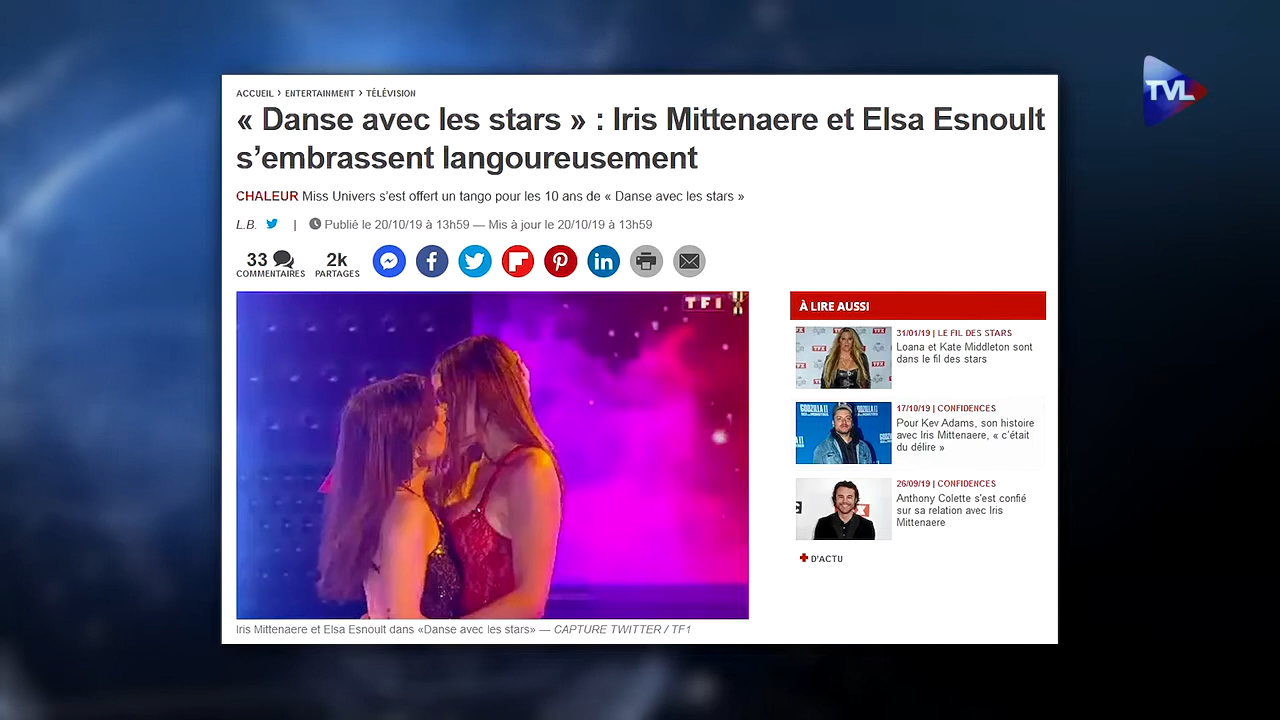 TVL
ACCUEIL › ENTERTAINMENT › TÉLÉVISION
« Danse avec les stars » : Iris Mittenaere et Elsa Esnoult
s’embrassent langoureusement
CHALEUR Miss Univers s’est offert un tango pour les 10 ans de « Danse avec les stars »
L.B. | Publié le 20/10/19 à 13h59 — Mis à jour le 20/10/19 à 13h59
33 2k
COMMENTAIRES PARTAGES
TF1
Iris Mittenaere et Elsa Esnoult dans «Danse avec les stars» — CAPTURE TWITTER / TF1
À LIRE AUSSI
31/01/19 | LE FIL DES STARS
Loana et Kate Middleton sont
dans le fil des stars
17/10/19 | CONFIDENCES
Pour Kev Adams, son histoire
avec Iris Mittenaere, « c’était
du délire »
26/09/19 | CONFIDENCES
Anthony Colette s'est confié
sur sa relation avec Iris
Mittenaere
D'ACTU